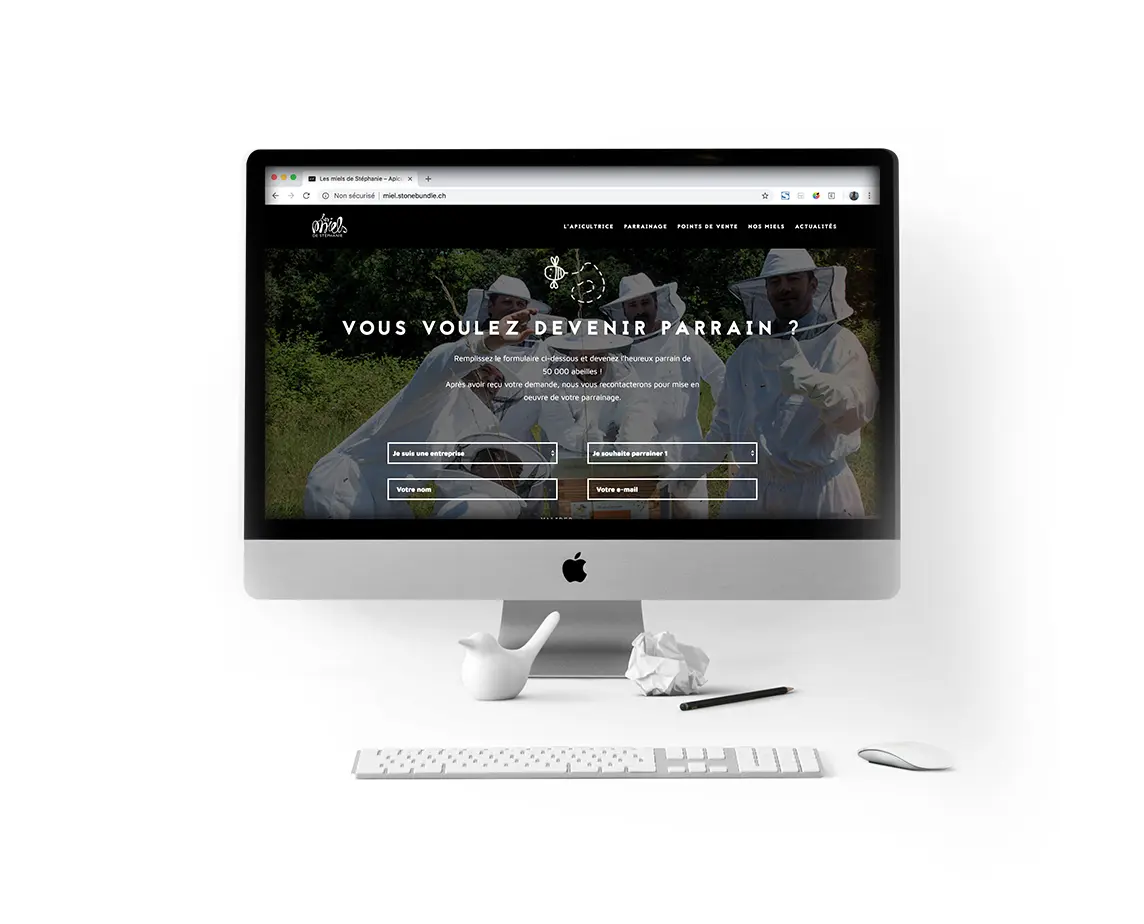 Les miels de Stéphanie – Apic
Non sécurisé | miel.stonebundle.ch
Les
miels
DE STÉPHANIE
L'APICULTRICE PARRAINAGE POINTS DE VENTE NOS MIELS ACTUALITÉS
VOUS VOULEZ DEVENIR PARRAIN ?
Remplissez le formulaire ci-dessous et devenez l'heureux parrain de
50 000 abeilles !
Après avoir reçu votre demande, nous vous recontacterons pour mise en
oeuvre de votre parrainage.
Je suis une entreprise Je souhaite parrainer 1
Votre nom Votre e-mail